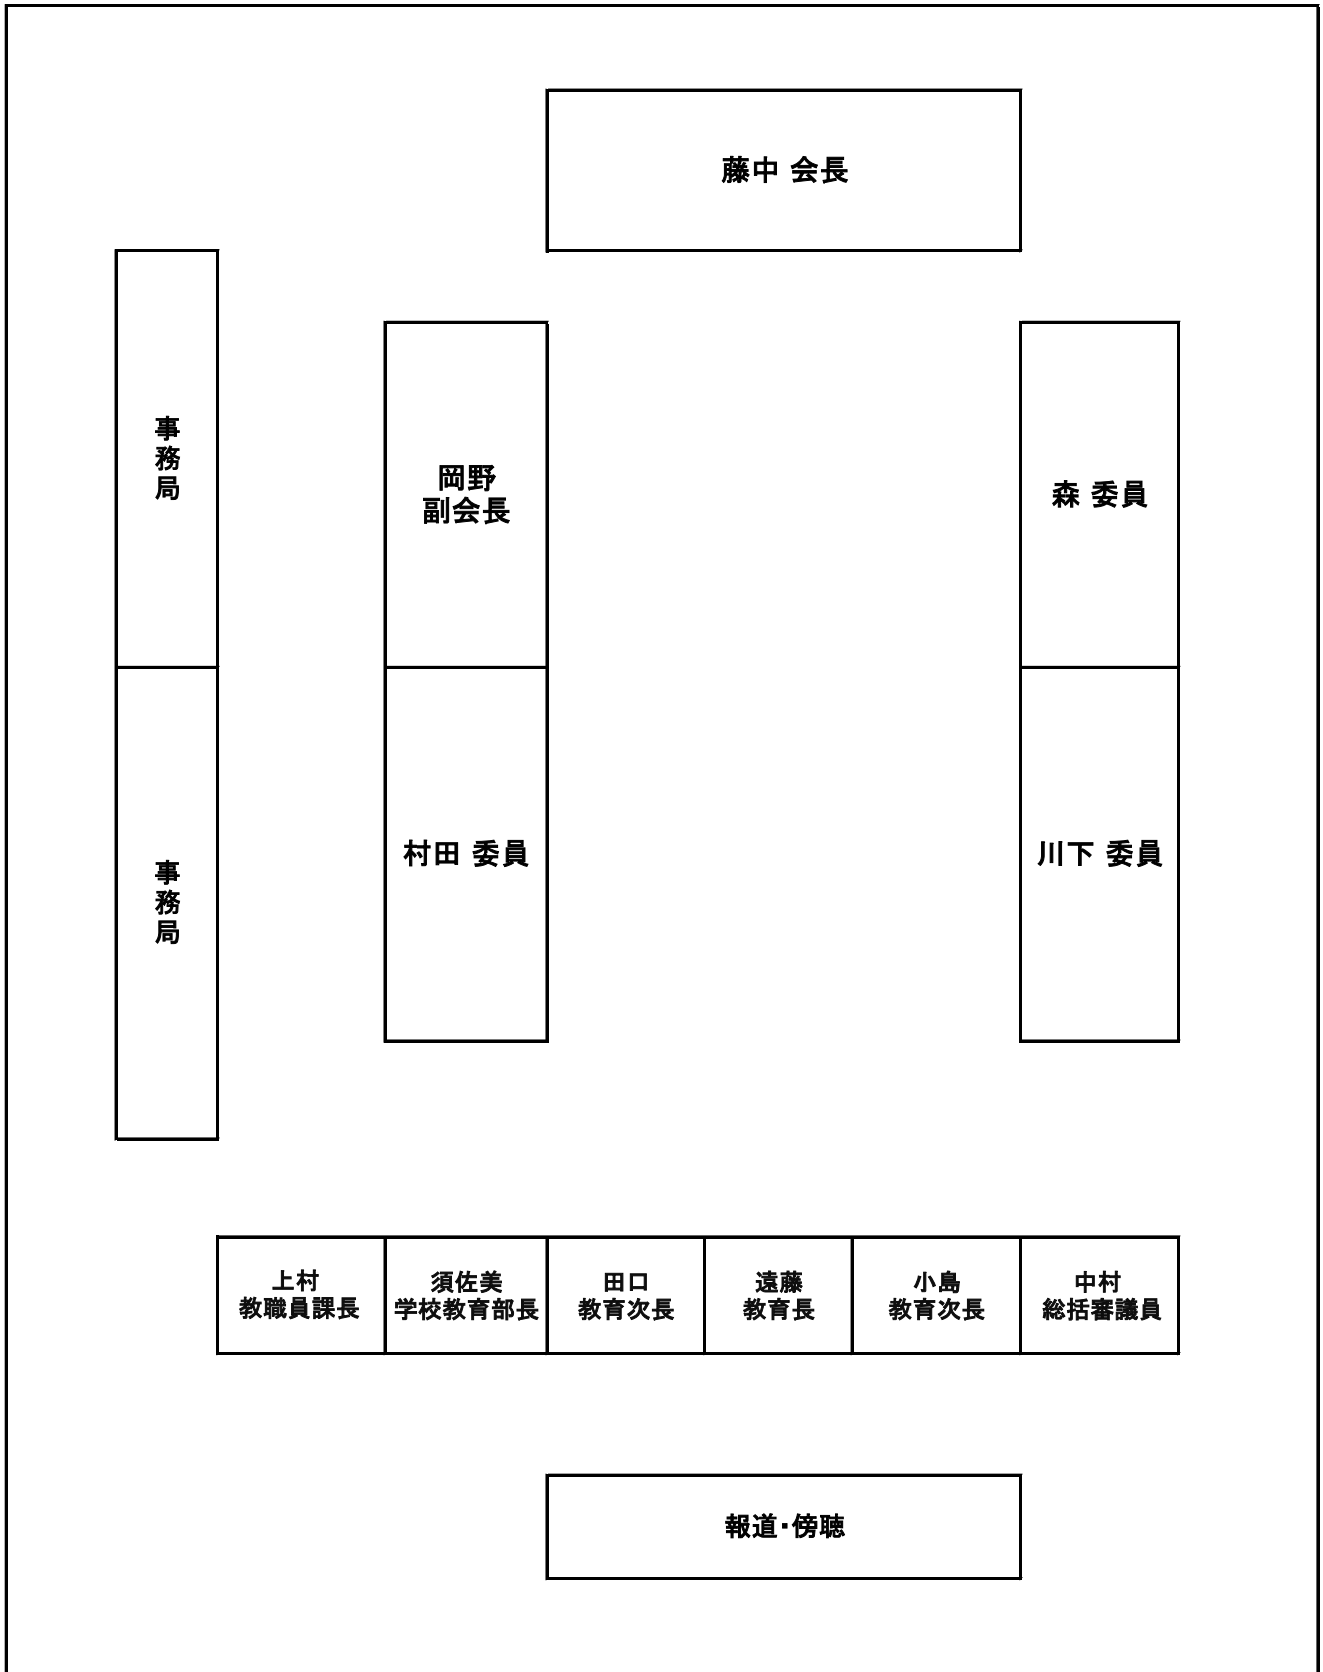 藤中 会長
事務局
岡野
副会長
森 委員
事務局
村田 委員
川下 委員
上村
教職員課長
須佐美
学校教育部長
田口
教育次長
遠藤
教育長
小島
教育次長
中村
総括審議員
報道・傍聴